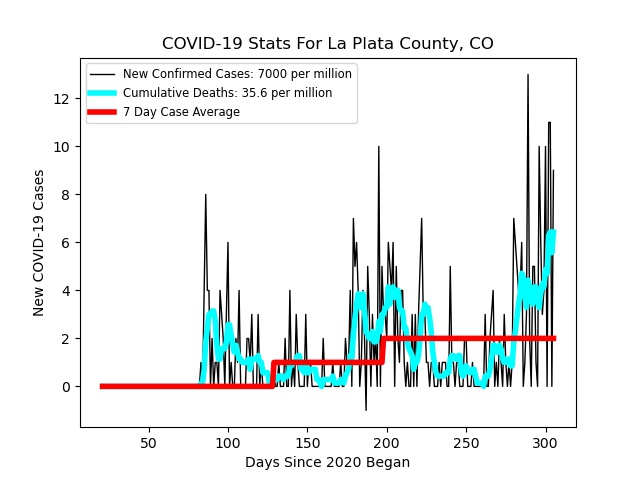 COVID-19 Stats For La Plata County, CO
New Confirmed Cases: 7000 per million
Cumulative Deaths: 35.6 per million
7 Day Case Average
New COVID-19 Cases
12
10
8
6
4
2
0
50 100 150 200 250 300
Days Since 2020 Began